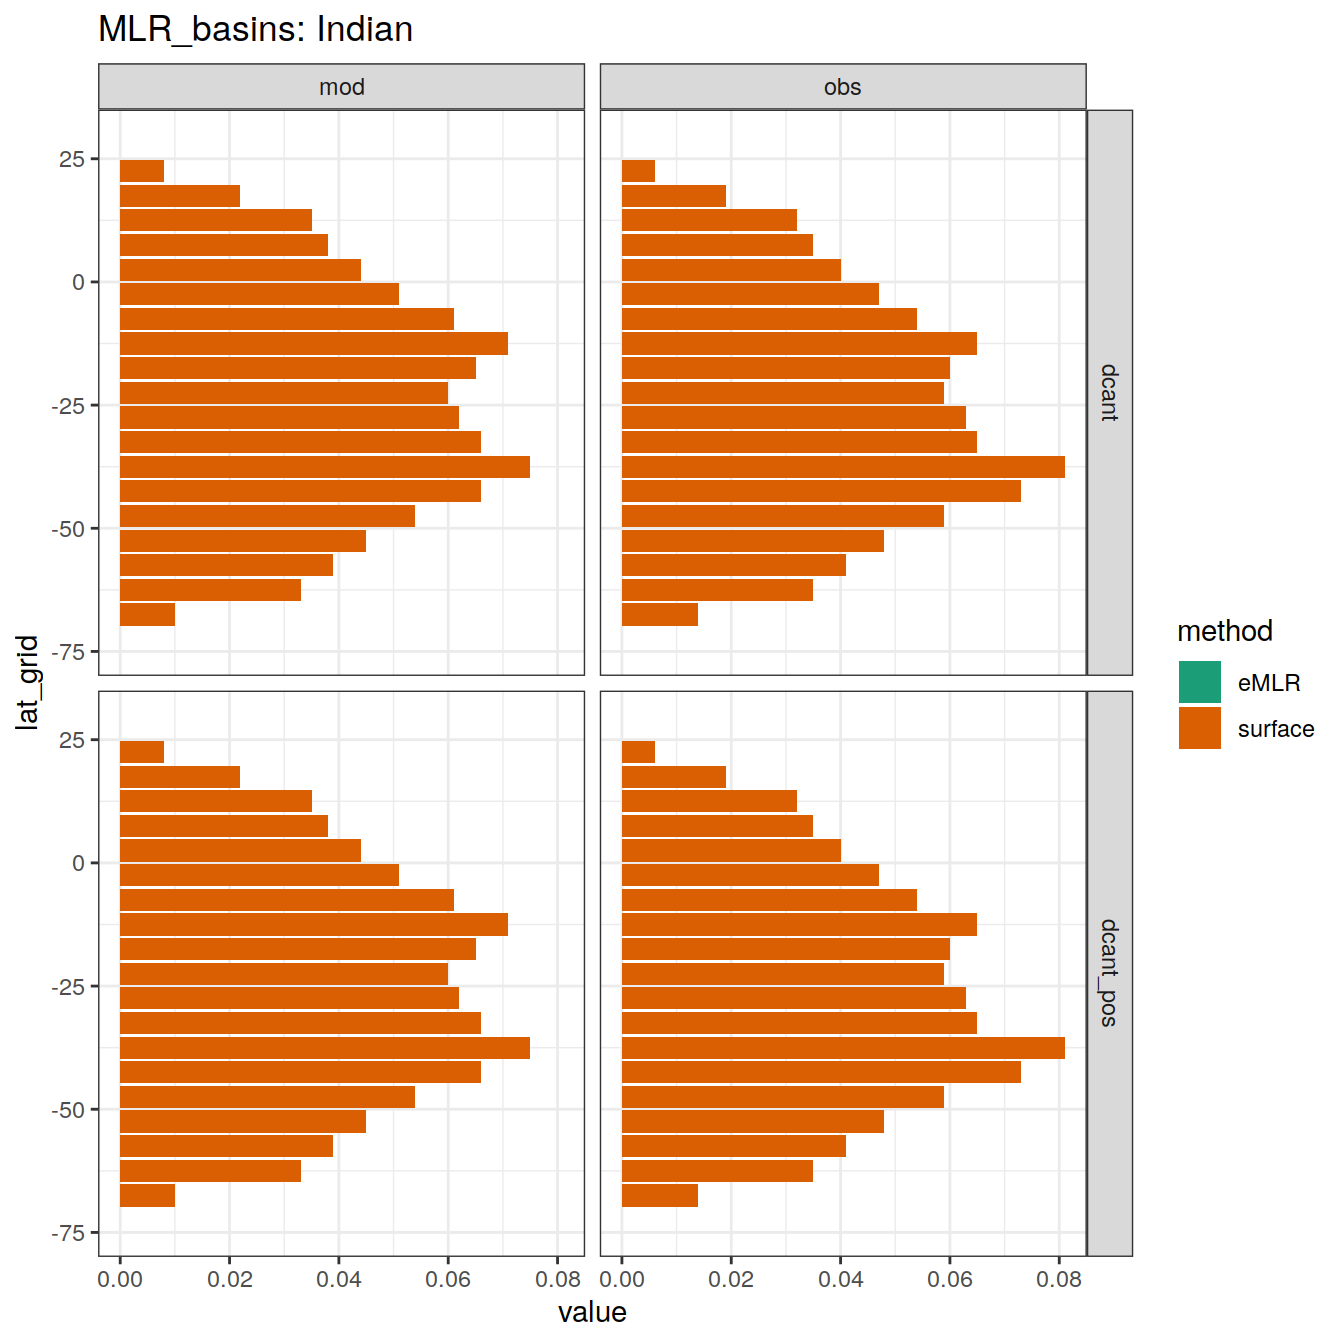 MLR_basins: Indian
mod
obs
25
0
-25
-50
-75
dcant
25
0
-25
-50
-75
dcant_pos
lat_grid
0.00 0.02 0.04 0.06 0.08
0.00 0.02 0.04 0.06 0.08
value
method
eMLR
surface